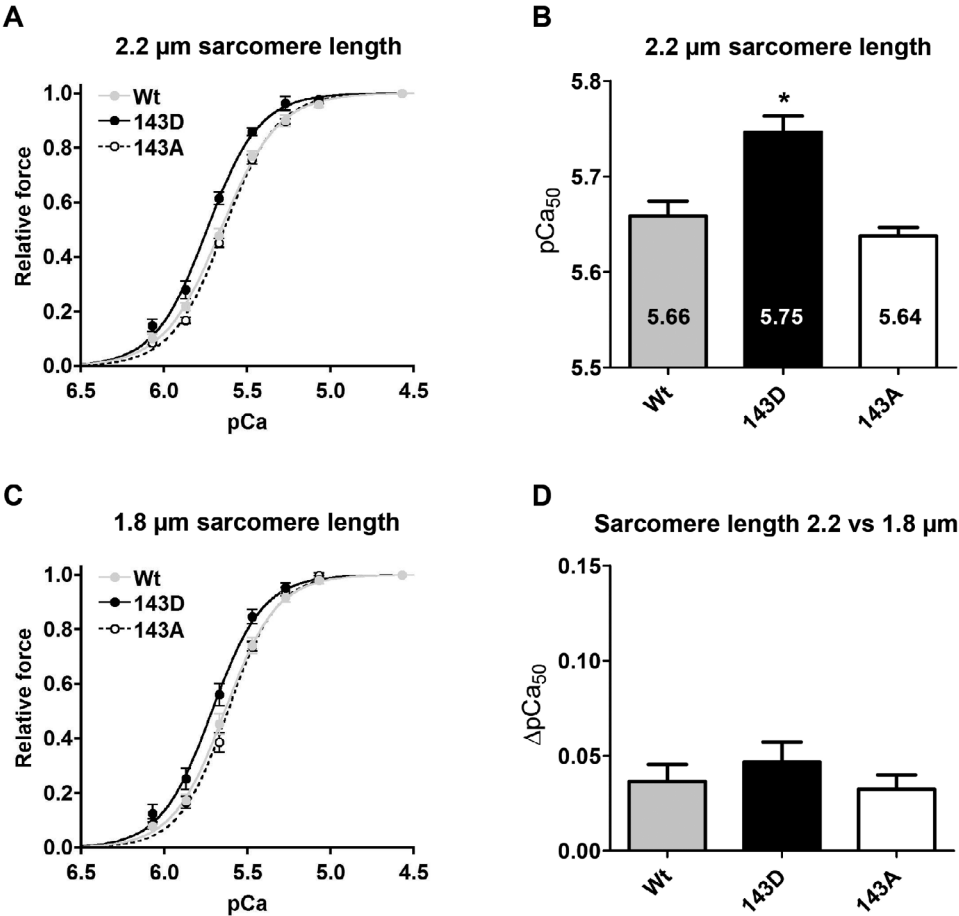 A
2.2 µm sarcomere length
Wt
143D
143A
Relative force
1.0
0.8
0.6
0.4
0.2
0.0
6.5 6.0 5.5 5.0 4.5
pCa
B
2.2 µm sarcomere length
pCa50
5.8
5.7
5.6
5.5
*
5.66 5.75 5.64
Wt 143D 143A
C
1.8 µm sarcomere length
Wt
143D
143A
Relative force
1.0
0.8
0.6
0.4
0.2
0.0
6.5 6.0 5.5 5.0 4.5
pCa
D
Sarcomere length 2.2 vs 1.8 µm
ΔpCa50
0.15
0.10
0.05
0.00
Wt 143D 143A